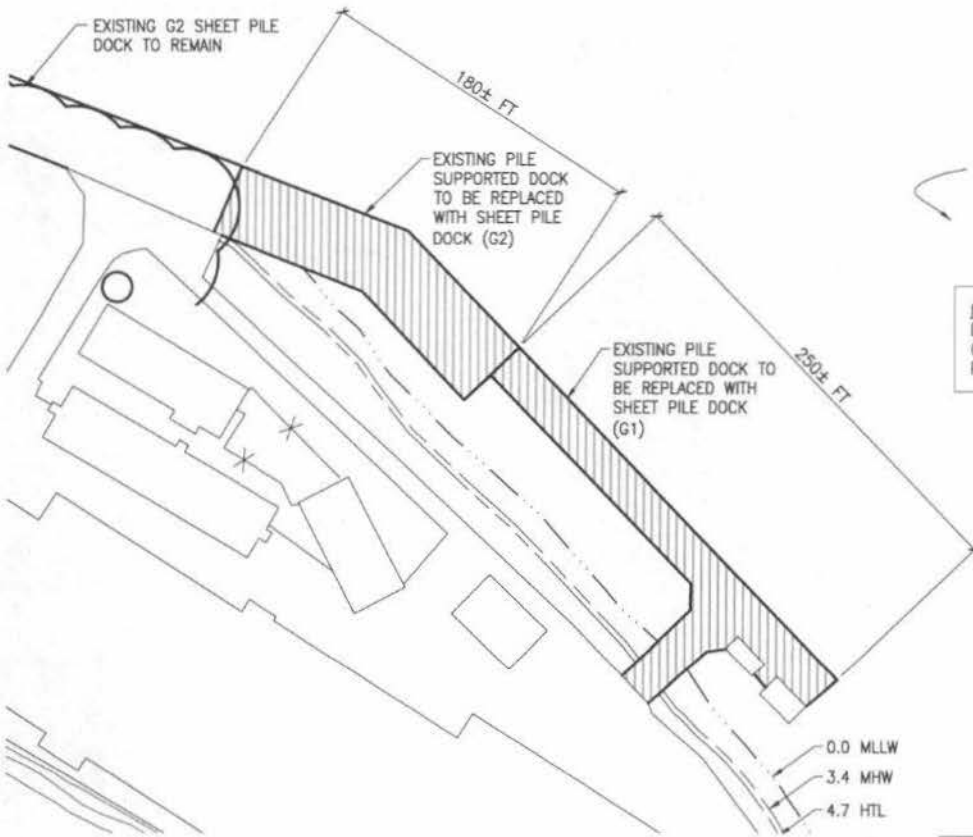 EXISTING G2 SHEET PILE
DOCK TO REMAIN
180± FT
EXISTING PILE
SUPPORTED DOCK
TO BE REPLACED
WITH SHEET PILE
DOCK (G2)
EXISTING PILE
SUPPORTED DOCK TO
BE REPLACED WITH
SHEET PILE DOCK
(G1)
250± FT
0.0 MLLW
3.4 MHW
4.7 HTL